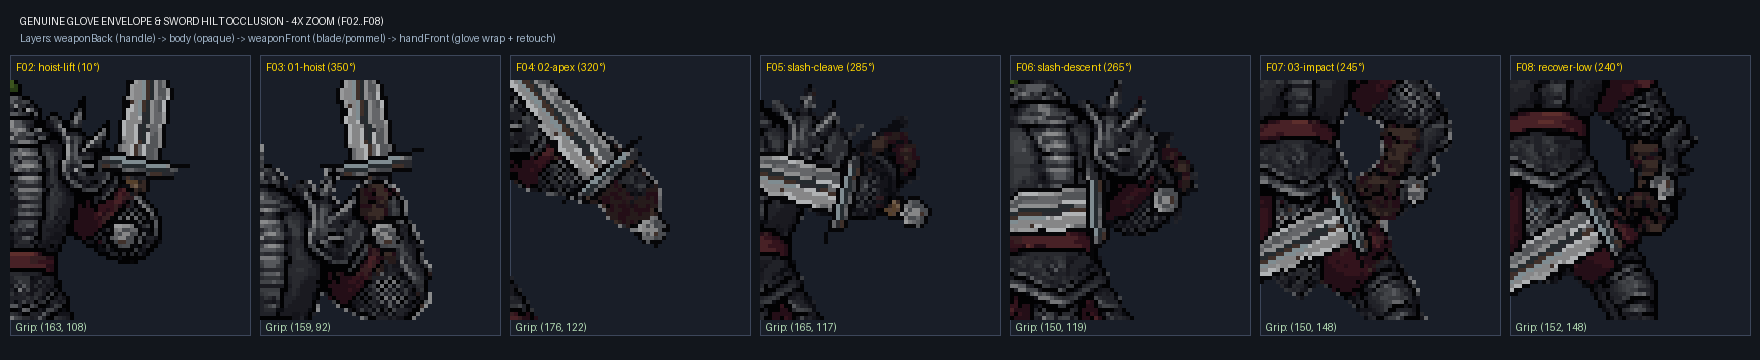 GENUINE GLOVE ENVELOPE & SWORD HILT OCCLUSION - 4X ZOOM (F02..F08)
Layers: weaponBack (handle) -> body (opaque) -> weaponFront (blade/pommel) -> handFront (glove wrap + retouch)
F02: hoist-lift (10°)
F03: 01-hoist (350°)
F04: 02-apex (320°)
F05: slash-cleave (285°)
F06: slash-descent (265°)
F07: 03-impact (245°)
F08: recover-low (240°)
Grip: (163, 108)
Grip: (159, 92)
Grip: (176, 122)
Grip: (165, 117)
Grip: (150, 119)
Grip: (150, 148)
Grip: (152, 148)